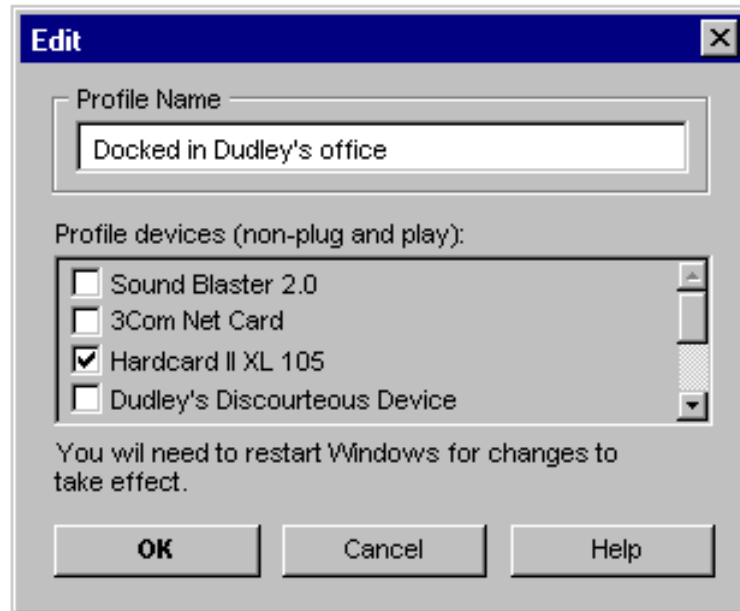 Edit
Profile Name
Docked in Dudley's office
Profile devices (non-plug and play):
Sound Blaster 2.0
3Com Net Card
Hardcard II XL 105
Dudley's Discourteous Device
You wil need to restart Windows for changes to
take effect.
OK Cancel Help